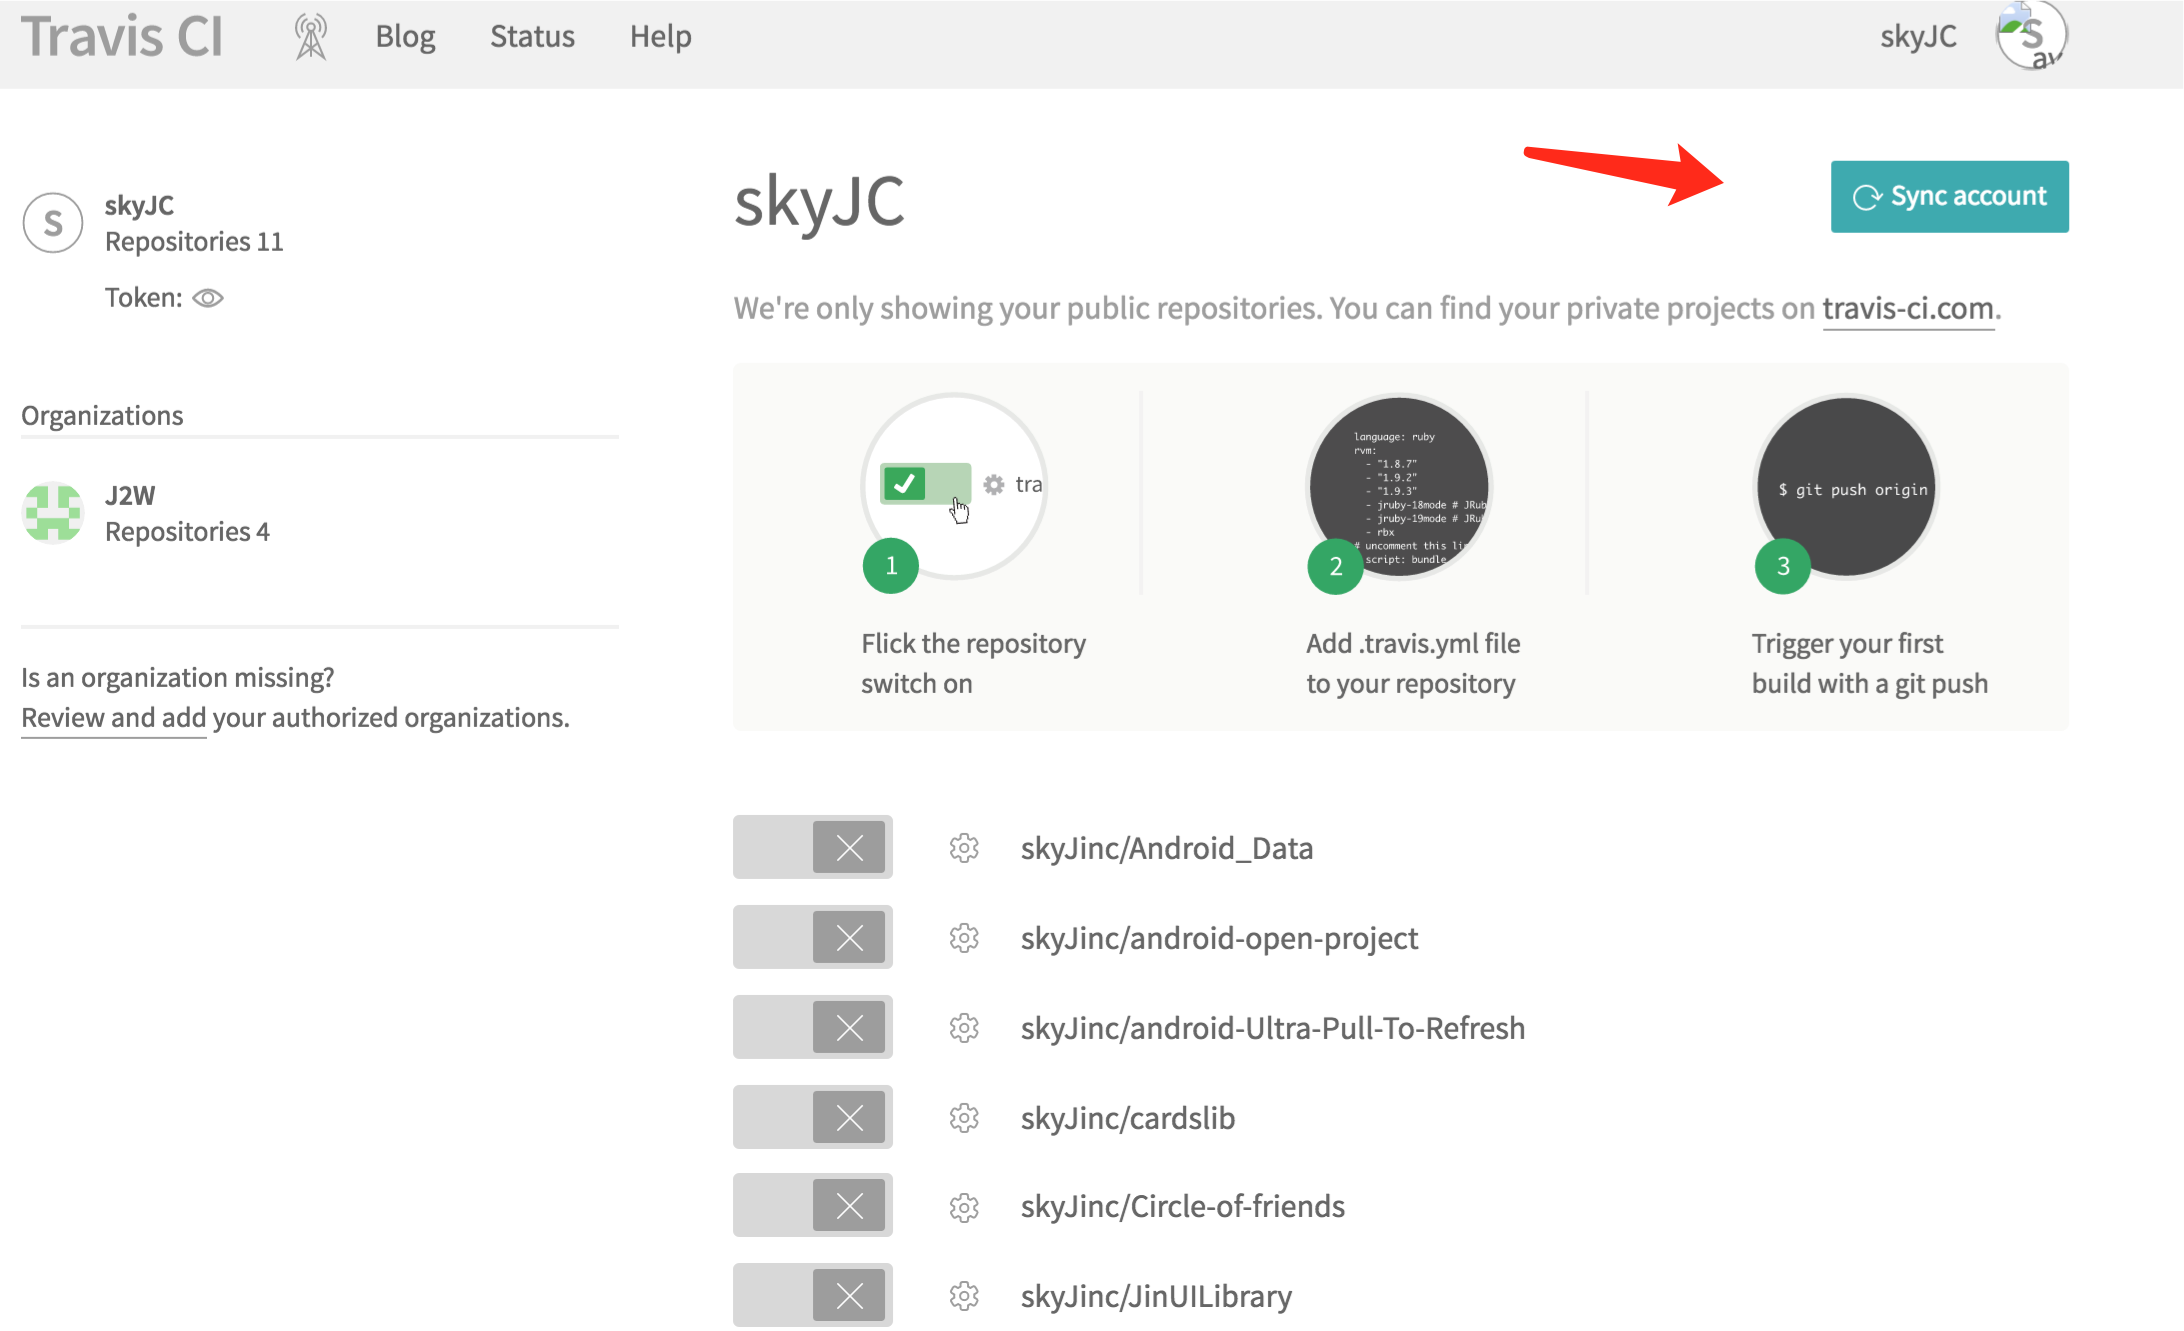 Travis CI
Blog
Status
Help
skyJC
S
av
S
skyJC
Repositories 11
Token:
Organizations
J2W
Repositories 4
Is an organization missing?
Review and add your authorized organizations.
skyJC
Sync account
We're only showing your public repositories. You can find your private projects on travis-ci.com.
tra
1
Flick the repository
switch on
language: ruby
rvm:
- "1.8.7"
- "1.9.2"
- "1.9.3"
- jruby-18mode # JRub
- jruby-19mode # JRu
- rbx
# uncomment this li
script: bundle
2
Add .travis.yml file
to your repository
$ git push origin
3
Trigger your first
build with a git push
skyJinc/Android_Data
skyJinc/android-open-project
skyJinc/android-Ultra-Pull-To-Refresh
skyJinc/cardslib
skyJinc/Circle-of-friends
skyJinc/JinUILibrary